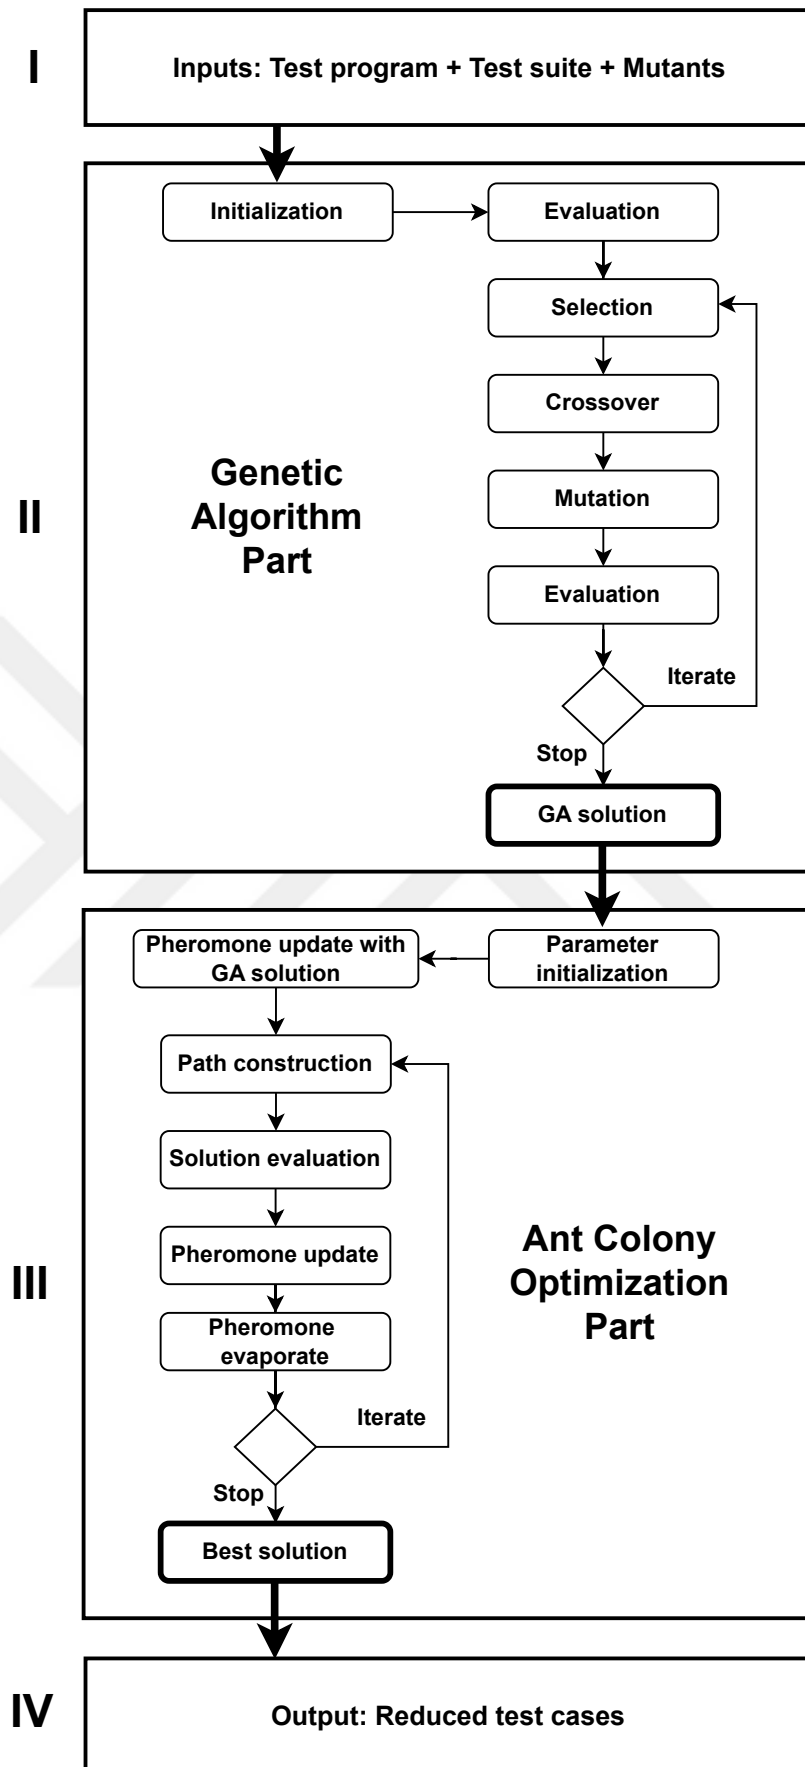 I
Inputs: Test program + Test suite + Mutants
II
Initialization
Evaluation
Selection
Crossover
Mutation
Evaluation
Iterate
Stop
GA solution
Genetic
Algorithm
Part
III
Parameter
initialization
Pheromone update with
GA solution
Path construction
Solution evaluation
Pheromone update
Pheromone
evaporate
Iterate
Stop
Best solution
Ant Colony
Optimization
Part
IV
Output: Reduced test cases